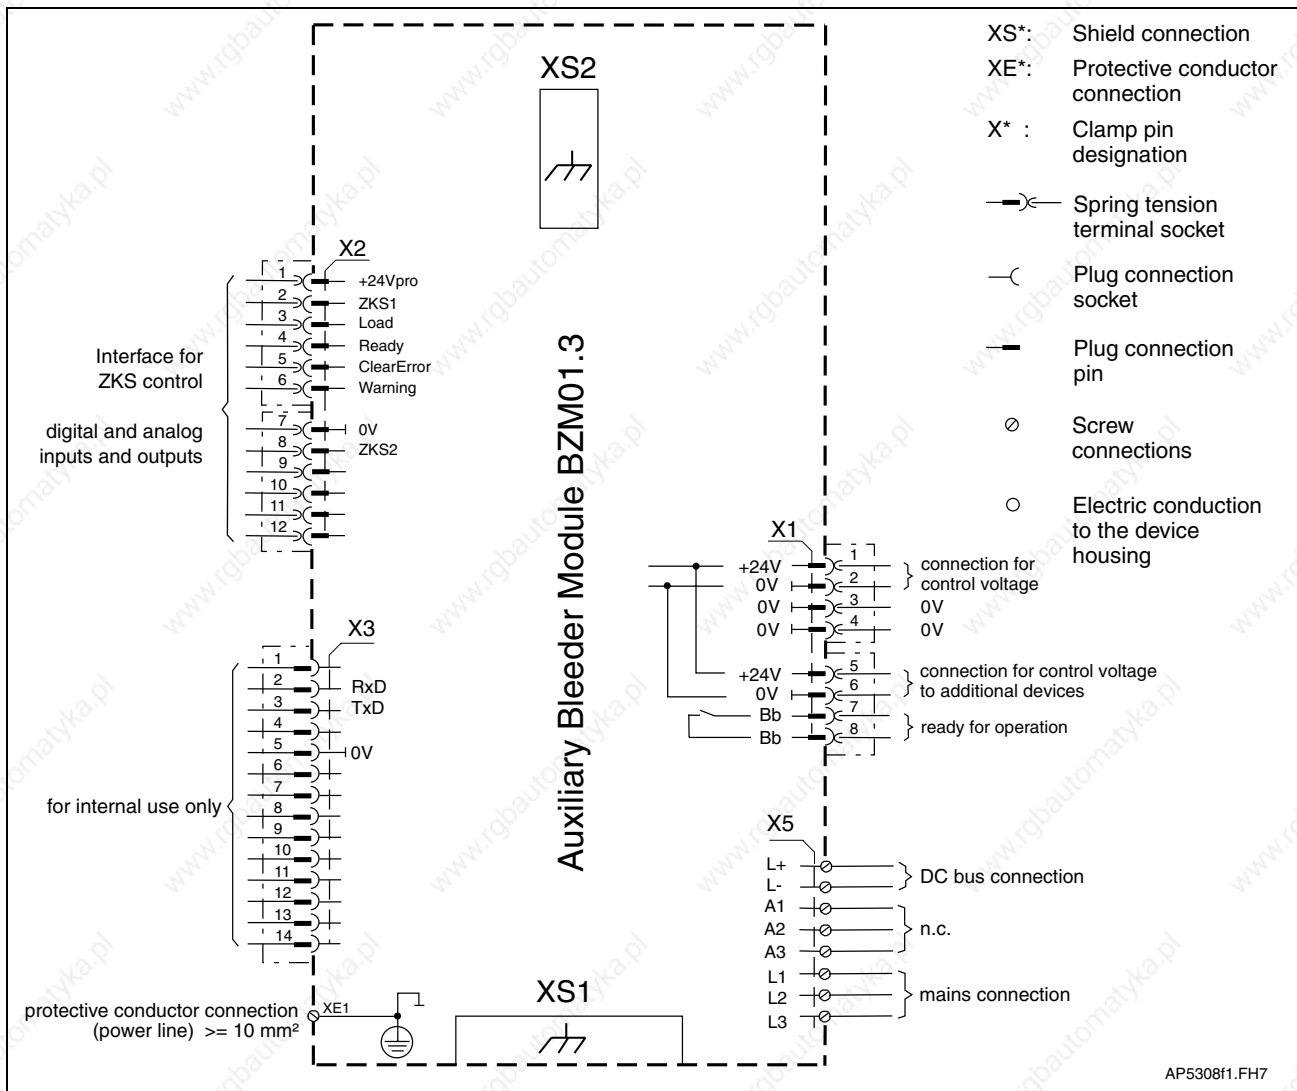 XS*: Shield connection
XE*: Protective conductor
connection
X* : Clamp pin
designation
Spring tension
terminal socket
Plug connection
socket
Plug connection
pin
Screw
connections
Electric conduction
to the device
housing
XS2
X2
1 +24Vpro
2 ZKS1
3 Load
4 Ready
5 ClearError
6 Warning
7 0V
8 ZKS2
9
10
11
12
Interface for
ZKS control
digital and analog
inputs and outputs
Auxiliary Bleeder Module BZM01.3
X1
+24V 1
0V 2
0V 3 0V
0V 4 0V
connection for
control voltage
+24V 5
0V 6
Bb 7
Bb 8
connection for control voltage
to additional devices
ready for operation
X3
1
2 RxD
3 TxD
4
5 0V
6
7
8
9
10
11
12
13
14
for internal use only
X5
L+
L-
DC bus connection
A1
A2
A3
n.c.
L1
L2
L3
mains connection
protective conductor connection
(power line) >= 10 mm²
XE1
XS1
AP5308f1.FH7
www.rgbautomatyka.pl